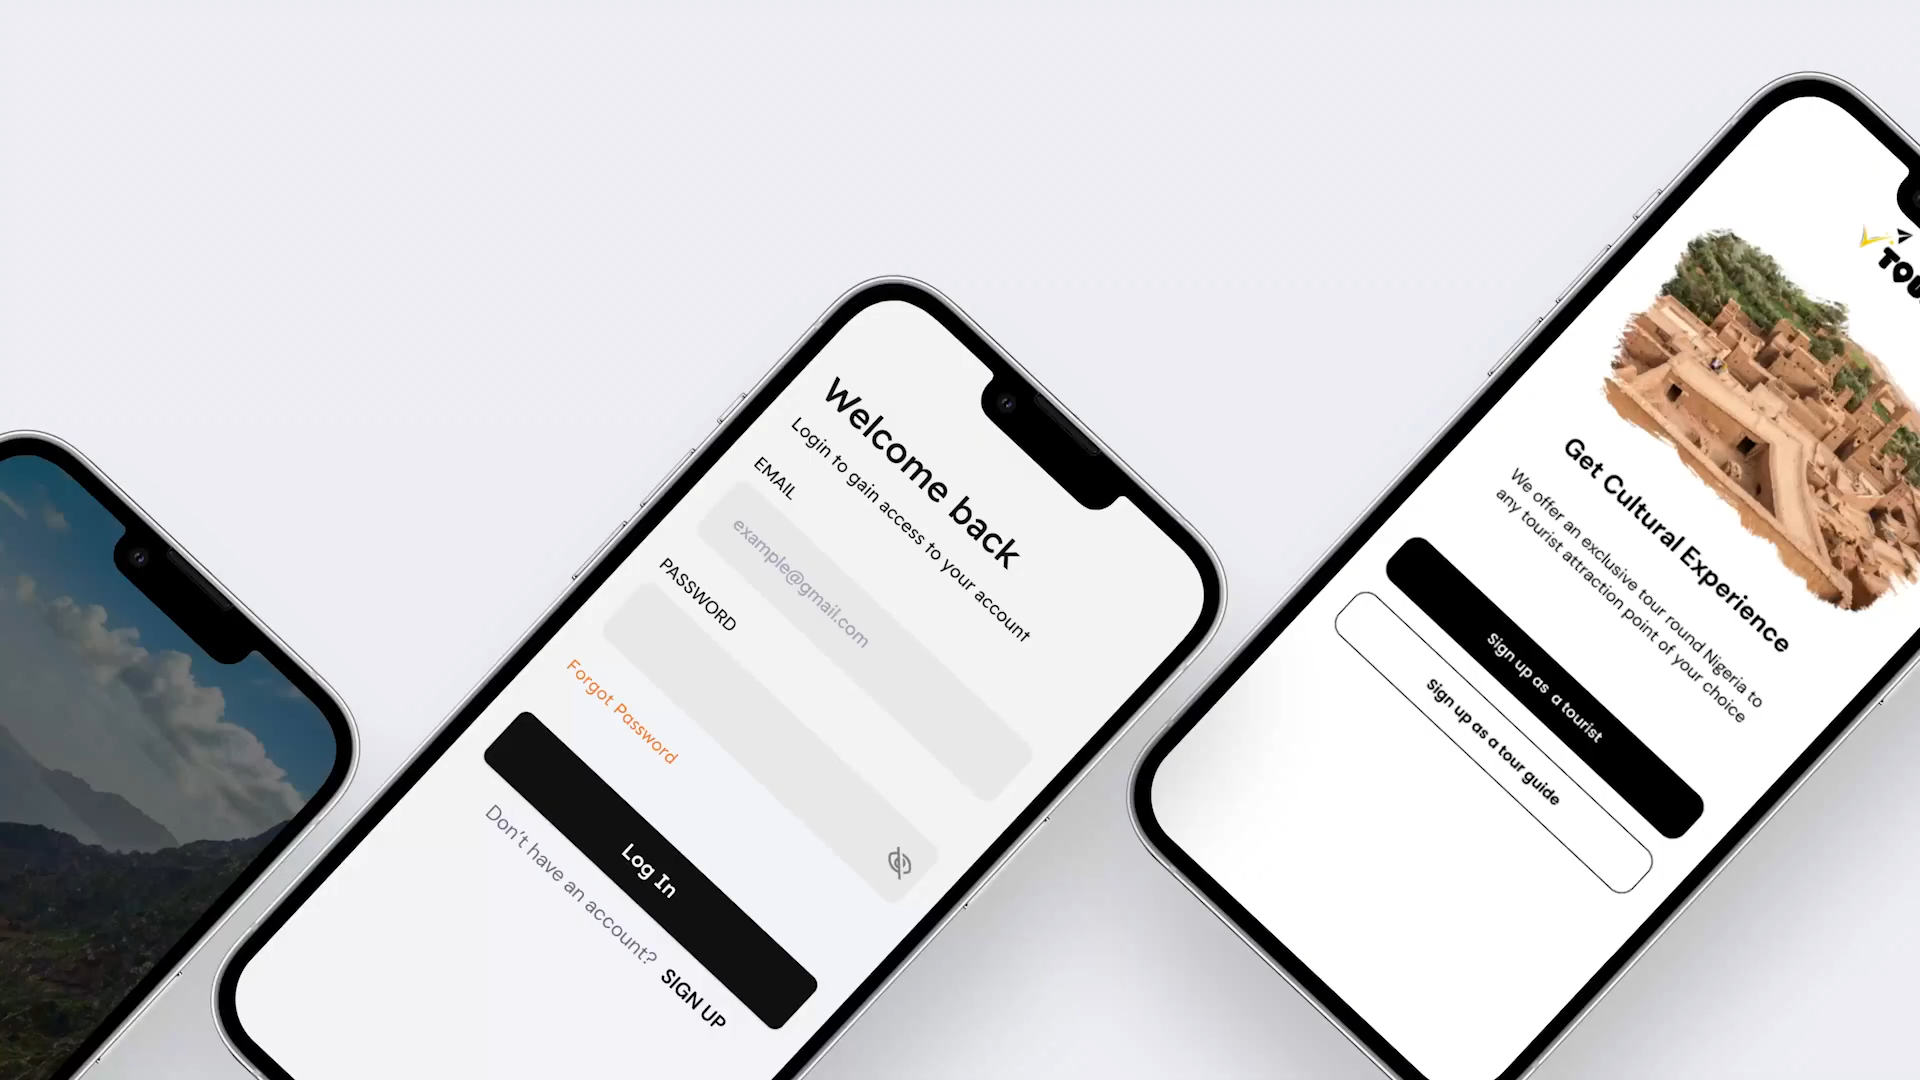 Welcome back
Login to gain access to your account
EMAIL
example@gmail.com
PASSWORD
Forgot Password
Log In
Don't have an account? SIGN UP
Get Cultural Experience
We offer an exclusive tour round Nigeria to
any tourist attraction point of your choice
Sign up as a tourist
Sign up as a tour guide